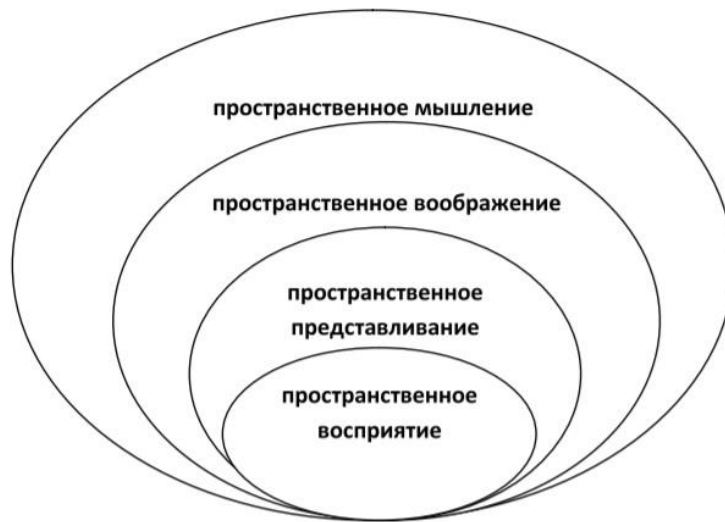 пространственное мышление
пространственное воображение
пространственное
представливание
пространственное
восприятие